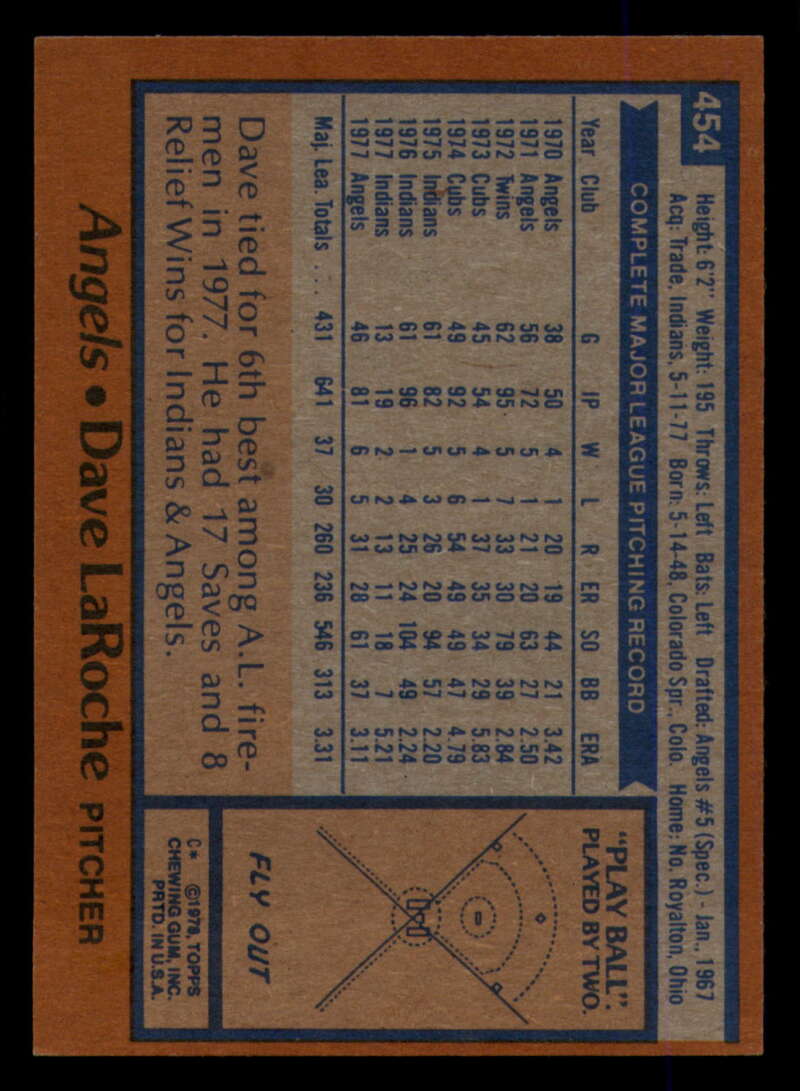 454
Height: 6'2" Weight: 195 Throws: Left Bats: Left Drafted: Angels #5 (Spec.) - Jan., 1967
Acq: Trade, Indians, 5-11-77 Born: 5-14-48, Colorado Spr., Colo. Home: No. Royalton, Ohio
COMPLETE MAJOR LEAGUE PITCHING RECORD
Year Club G IP W L R ER SO BB ERA
1970 Angels 38 50 4 1 20 19 44 21 3.42
1971 Angels 56 72 5 1 21 20 63 27 2.50
1972 Twins 62 95 5 7 33 30 79 39 2.84
1973 Cubs 45 54 4 1 37 35 34 29 5.83
1974 Cubs 49 92 5 6 54 49 49 47 4.79
1975 Indians 61 82 5 3 26 20 94 57 2.20
1976 Indians 61 96 1 4 25 24 104 49 2.24
1977 Indians 13 19 2 2 13 11 18 7 5.21
1977 Angels 46 81 6 5 31 28 61 37 3.11
Maj. Lea. Totals .... 431 641 37 30 260 236 546 313 3.31
Dave tied for 6th best among A.L. fire-
men in 1977. He had 17 Saves and 8
Relief Wins for Indians & Angels.
"PLAY BALL":
PLAYED BY TWO.
FLY OUT
C* ©1978, TOPPS
CHEWING GUM, INC.
PRTD. IN U.S.A.
Angels • Dave LaRoche PITCHER